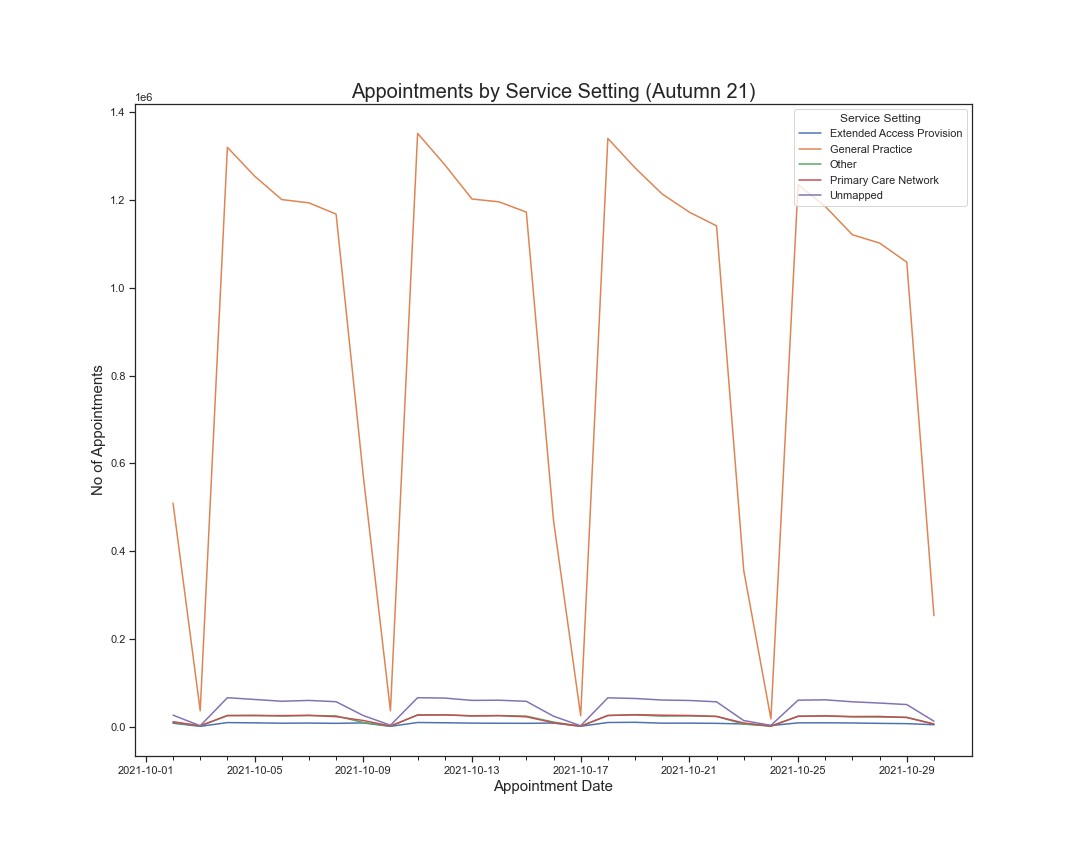 Appointments by Service Setting (Autumn 21)
1e6
1.4
1.2
1.0
0.8
0.6
0.4
0.2
0.0
No of Appointments
Service Setting
Extended Access Provision
General Practice
Other
Primary Care Network
Unmapped
2021-10-01
2021-10-05
2021-10-09
2021-10-13
2021-10-17
2021-10-21
2021-10-25
2021-10-29
Appointment Date